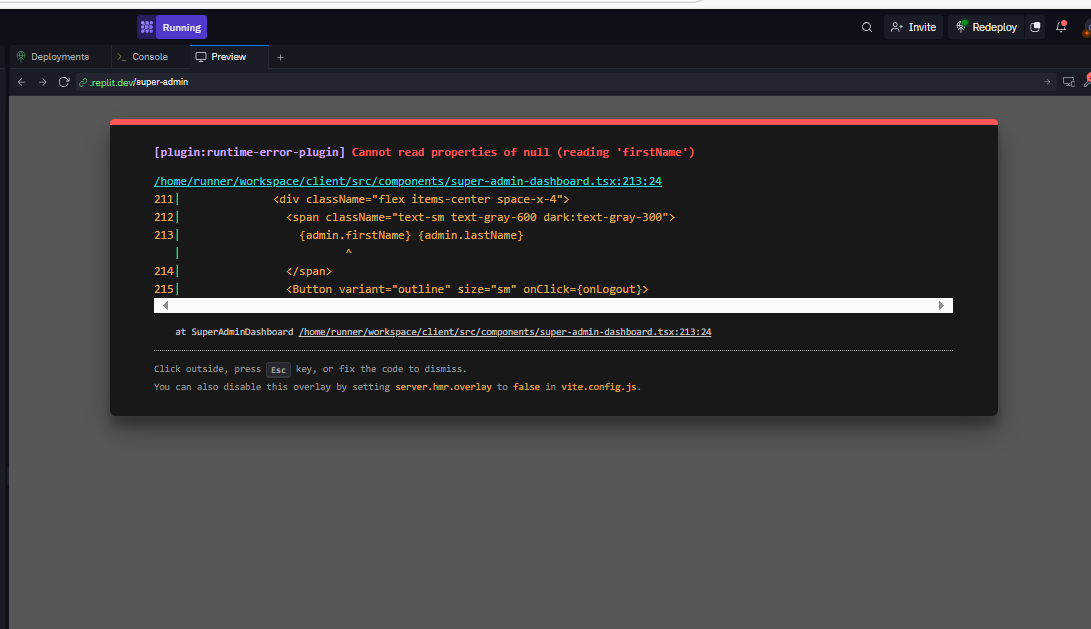 Running
Invite
Redeploy
Deployments
Console
Preview
.replit.dev/super-admin
[plugin:runtime-error-plugin] Cannot read properties of null (reading 'firstName')
/home/runner/workspace/client/src/components/super-admin-dashboard.tsx:213:24
211|              <div className="flex items-center space-x-4">
212|                <span className="text-sm text-gray-600 dark:text-gray-300">
213|                  {admin.firstName} {admin.lastName}
   |                         ^
214|                </span>
215|                <Button variant="outline" size="sm" onClick={onLogout}>
at SuperAdminDashboard /home/runner/workspace/client/src/components/super-admin-dashboard.tsx:213:24
Click outside, press Esc key, or fix the code to dismiss.
You can also disable this overlay by setting server.hmr.overlay to false in vite.config.js.